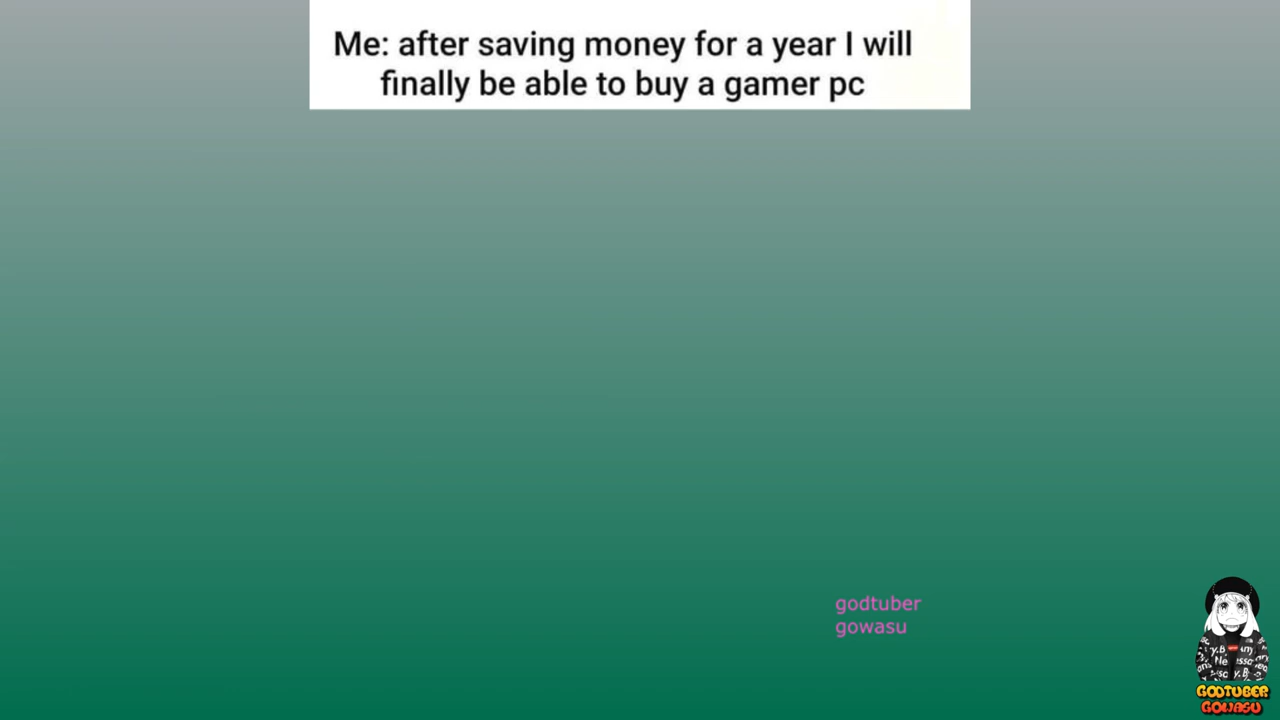 Me: after saving money for a year I will
finally be able to buy a gamer pc
godtuber
gowasu
GODTUBER
GOWASU